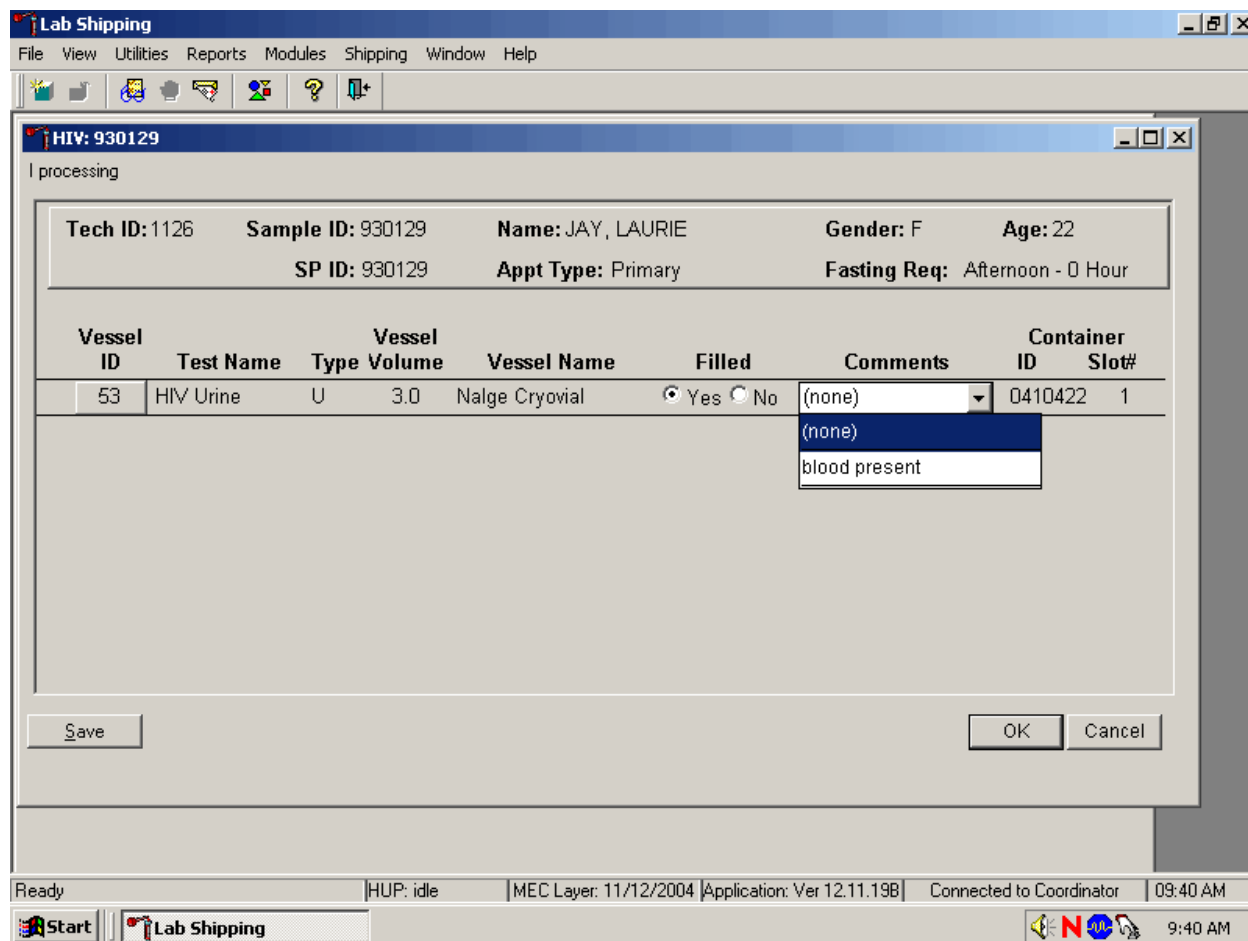 Lab Shipping
File View Utilities Reports Modules Shipping Window Help
HIV: 930129
l processing
Tech ID: 1126 Sample ID: 930129 Name: JAY, LAURIE Gender: F Age: 22
SP ID: 930129 Appt Type: Primary Fasting Req: Afternoon - 0 Hour
Vessel Vessel Container
ID Test Name Type Volume Vessel Name Filled Comments ID Slot#
53 HIV Urine U 3.0 Nalge Cryovial Yes No (none) 0410422 1
(none)
blood present
Save OK Cancel
Ready HUP: idle MEC Layer: 11/12/2004 Application: Ver 12.11.19B Connected to Coordinator 09:40 AM
Start Lab Shipping N 9:40 AM